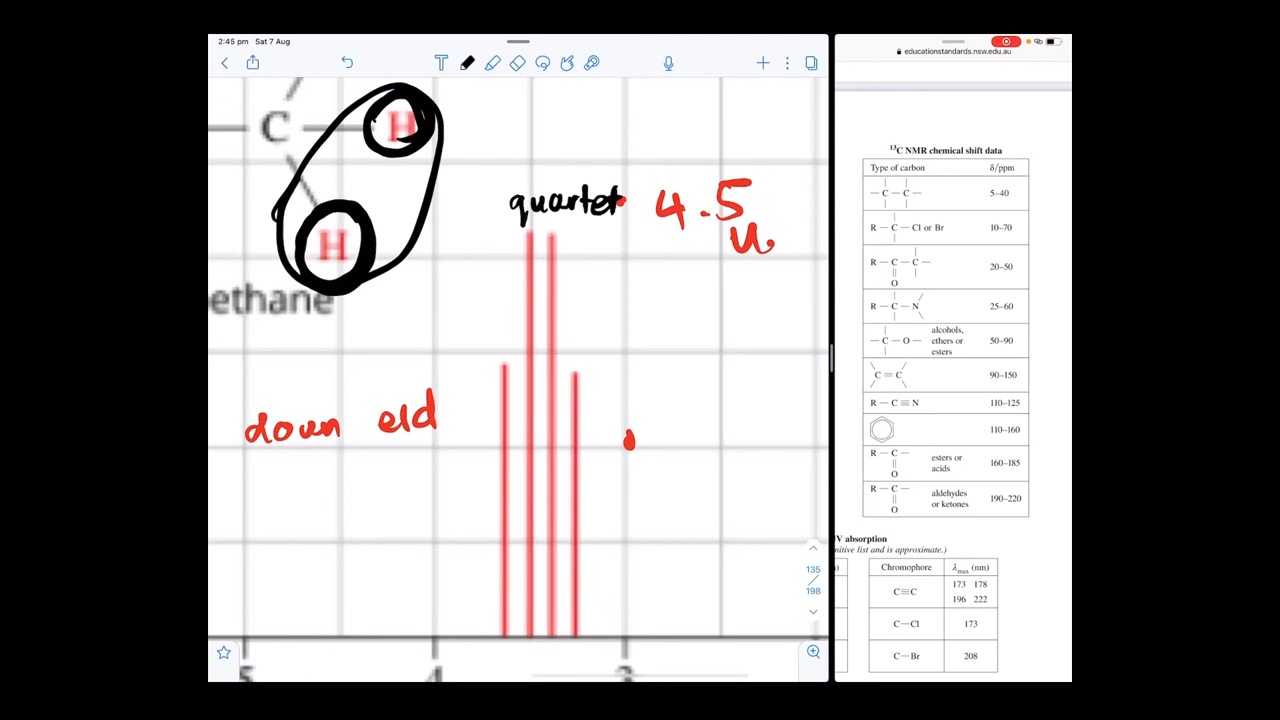 2:45 pm Sat 7 Aug
educationstandards.nsw.edu.au
C H
H
ethane
quartet 4.5
down eld
5 4 3
135
198
13C NMR chemical shift data
Type of carbon δ/ppm
C C 5–40
R C Cl or Br 10–70
R C C 20–50
O
R C N 25–60
C O alcohols, ethers or esters 50–90
C C 90–150
R C N 110–125
110–160
R C esters or acids 160–185
O
R C aldehydes or ketones 190–220
O
V absorption
nitive list and is approximate.)
Chromophore λmax (nm)
C≡C 173 178
196 222
C—Cl 173
C—Br 208